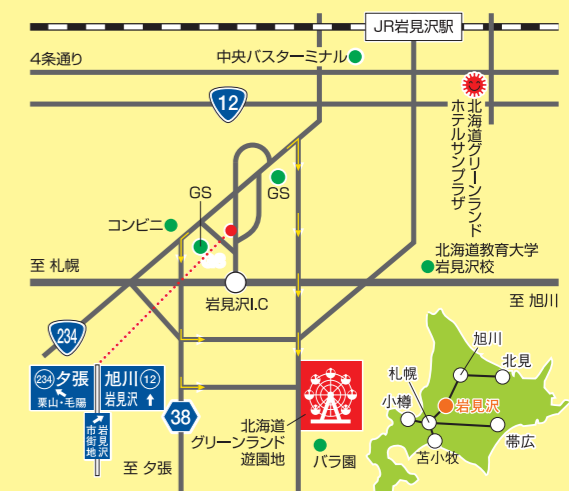 JR岩見沢駅
4条通り
中央バスターミナル
12
北海道グリーンランド
ホテルサンプラザ
GS
GS
コンビニ
北海道教育大学
岩見沢校
至 札幌
岩見沢I.C
至 旭川
234
234 夕張
栗山・毛陽
旭川 12
岩見沢
岩見沢
市街地
38
至 夕張
北海道
グリーンランド
遊園地
バラ園
旭川
北見
札幌
小樽
岩見沢
帯広
苫小牧